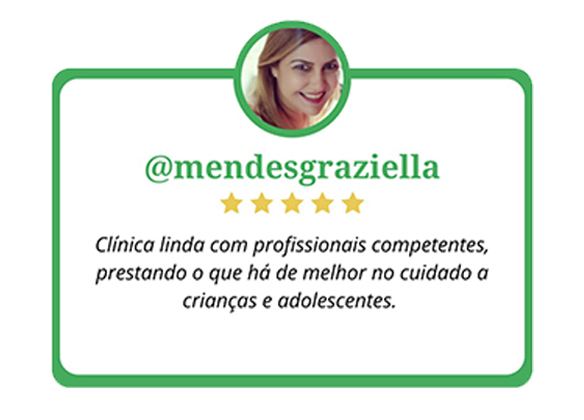 @mendesgraziella
Clínica linda com profissionais competentes,
prestando o que há de melhor no cuidado a
crianças e adolescentes.